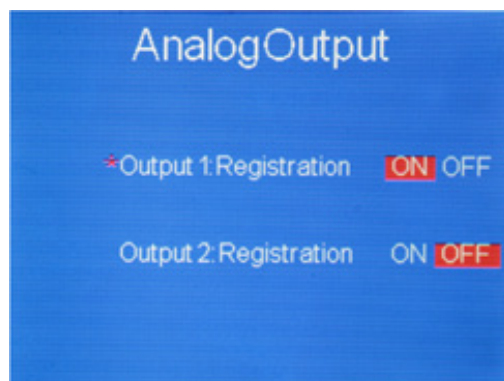 AnalogOutput
*Output 1:Registration ON OFF
Output 2:Registration ON OFF